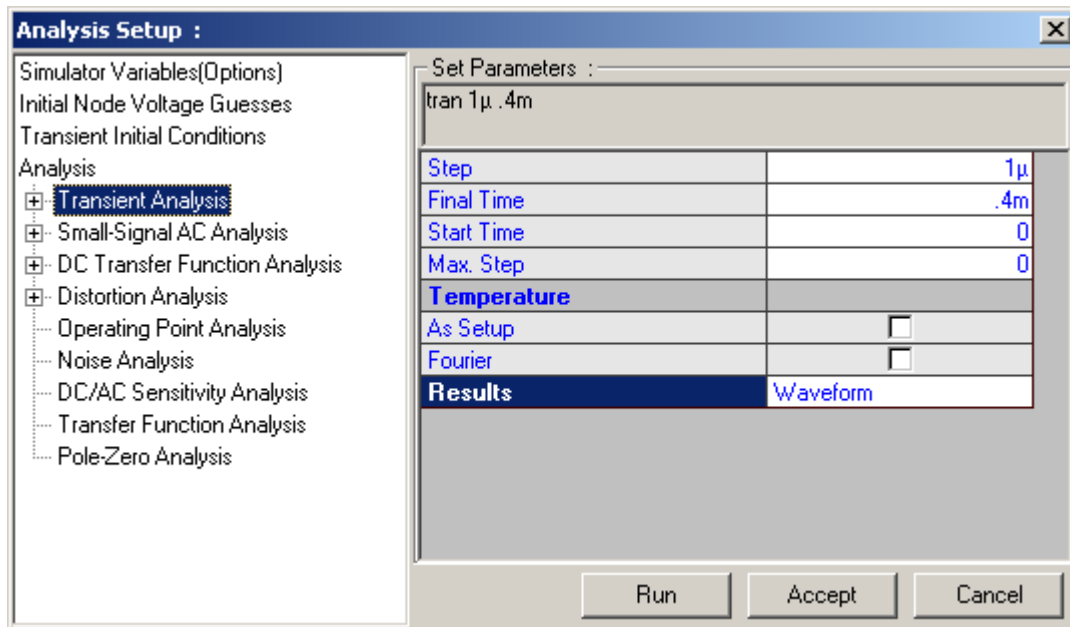 Analysis Setup :
Simulator Variables(Options)
Initial Node Voltage Guesses
Transient Initial Conditions
Analysis
Transient Analysis
Small-Signal AC Analysis
DC Transfer Function Analysis
Distortion Analysis
Operating Point Analysis
Noise Analysis
DC/AC Sensitivity Analysis
Transfer Function Analysis
Pole-Zero Analysis
Set Parameters :
tran 1µ .4m
Step 1µ
Final Time .4m
Start Time 0
Max. Step 0
Temperature
As Setup
Fourier
Results Waveform
Run Accept Cancel